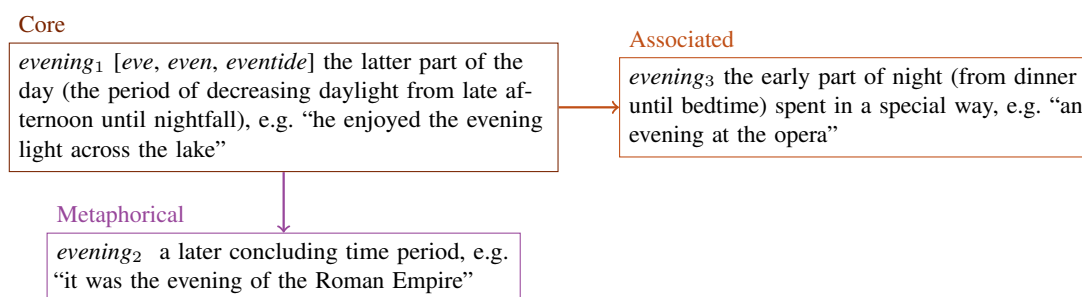 Core
evening₁ [eve, even, eventide] the latter part of the
day (the period of decreasing daylight from late af-
ternoon until nightfall), e.g. “he enjoyed the evening
light across the lake”
Associated
evening₃ the early part of night (from dinner
until bedtime) spent in a special way, e.g. “an
evening at the opera”
Metaphorical
evening₂ a later concluding time period, e.g.
“it was the evening of the Roman Empire”